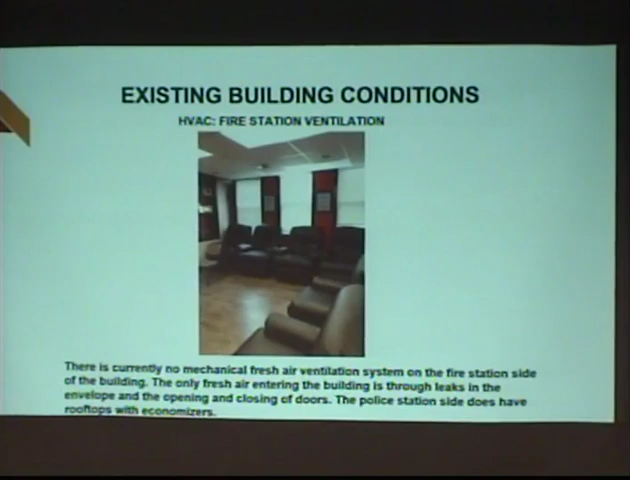 EXISTING BUILDING CONDITIONS
HVAC: FIRE STATION VENTILATION
There is currently no mechanical fresh air ventilation system on the fire station side
of the building. The only fresh air entering the building is through leaks in the
envelope and the opening and closing of doors. The police station side does have
rooftops with economizers.